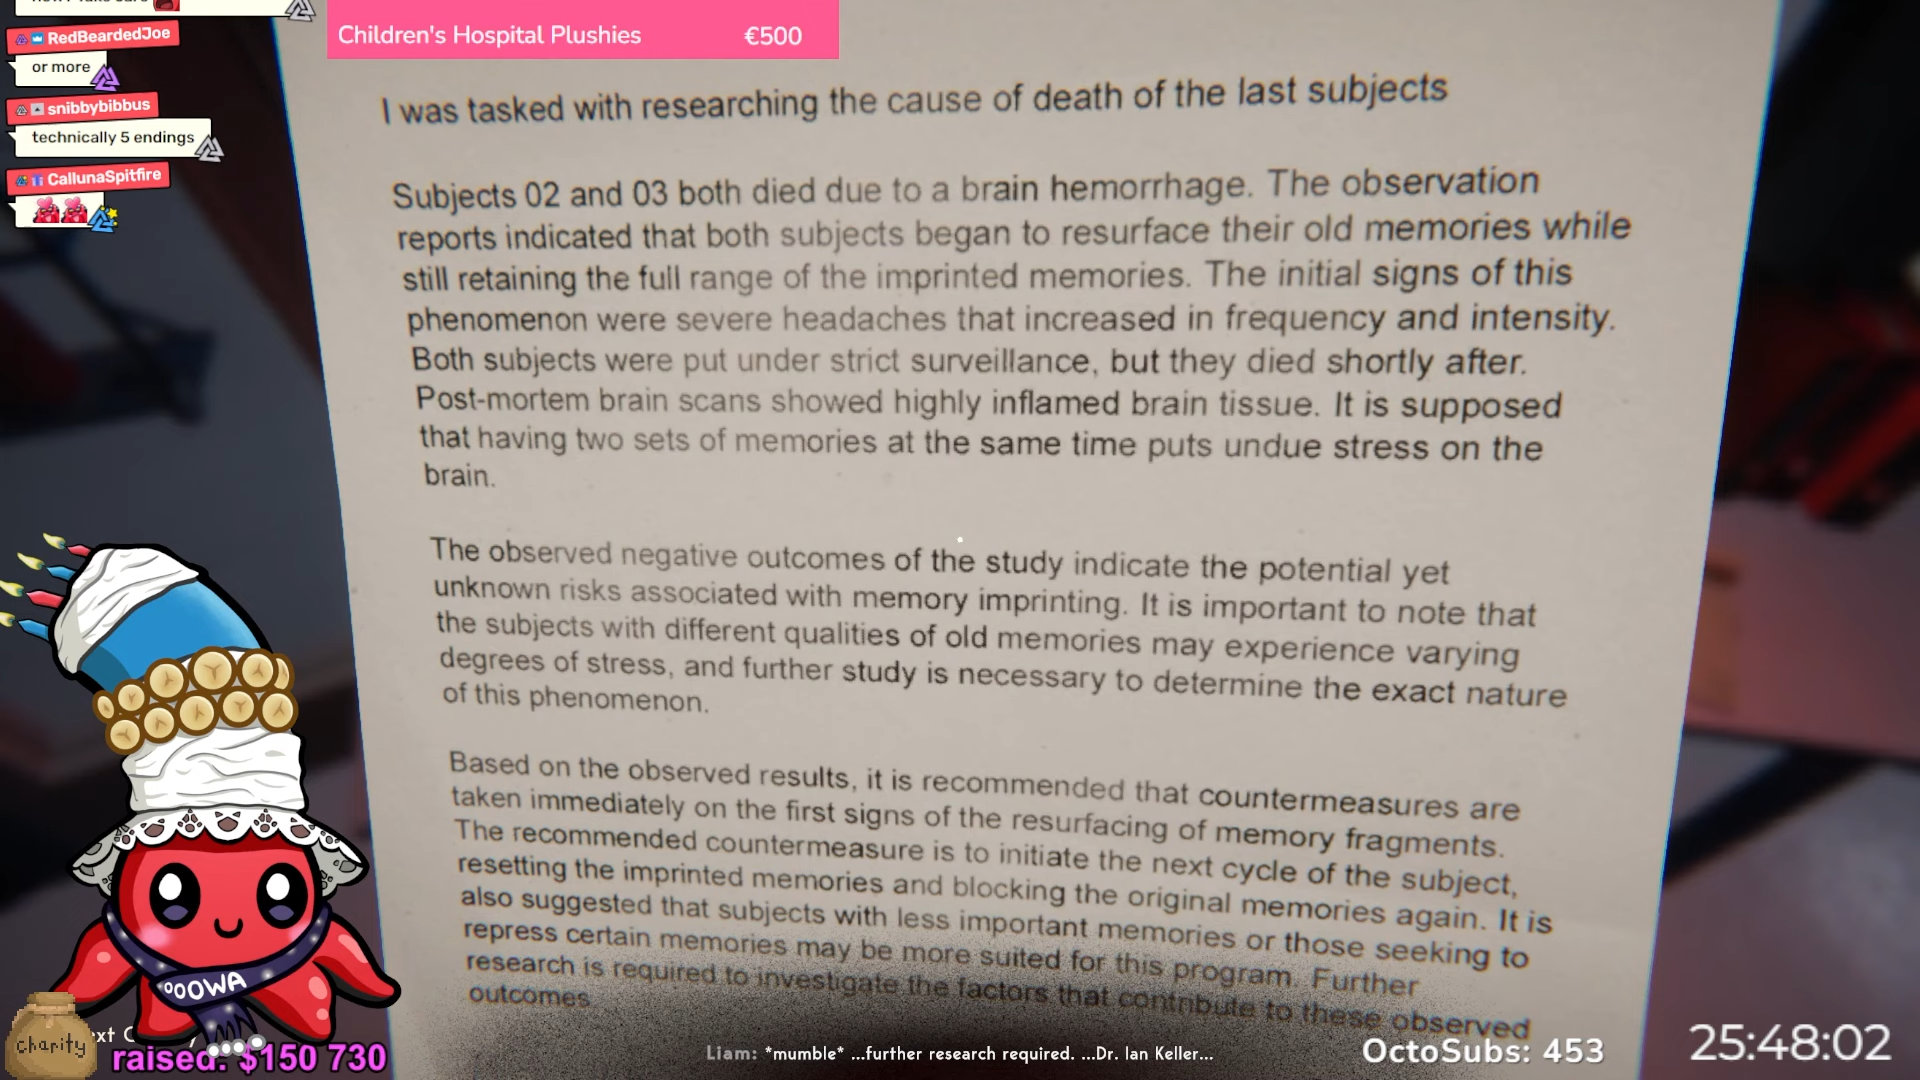 RedBeardedJoe
or more
snibbybibbus
technically 5 endings
CallunaSpitfire
Children's Hospital Plushies €500
I was tasked with researching the cause of death of the last subjects
Subjects 02 and 03 both died due to a brain hemorrhage. The observation
reports indicated that both subjects began to resurface their old memories while
still retaining the full range of the imprinted memories. The initial signs of this
phenomenon were severe headaches that increased in frequency and intensity.
Both subjects were put under strict surveillance, but they died shortly after.
Post-mortem brain scans showed highly inflamed brain tissue. It is supposed
that having two sets of memories at the same time puts undue stress on the
brain.
The observed negative outcomes of the study indicate the potential yet
unknown risks associated with memory imprinting. It is important to note that
the subjects with different qualities of old memories may experience varying
degrees of stress, and further study is necessary to determine the exact nature
of this phenomenon.
Based on the observed results, it is recommended that countermeasures are
taken immediately on the first signs of the resurfacing of memory fragments.
The recommended countermeasure is to initiate the next cycle of the subject,
resetting the imprinted memories and blocking the original memories again. It is
also suggested that subjects with less important memories or those seeking to
repress certain memories may be more suited for this program. Further
research is required to investigate the factors that contribute to these observed
outcomes
Liam: *mumble* ...further research required. ...Dr. Ian Keller...
OOOWA
charity
raised: $150 730
OctoSubs: 453
25:48:02